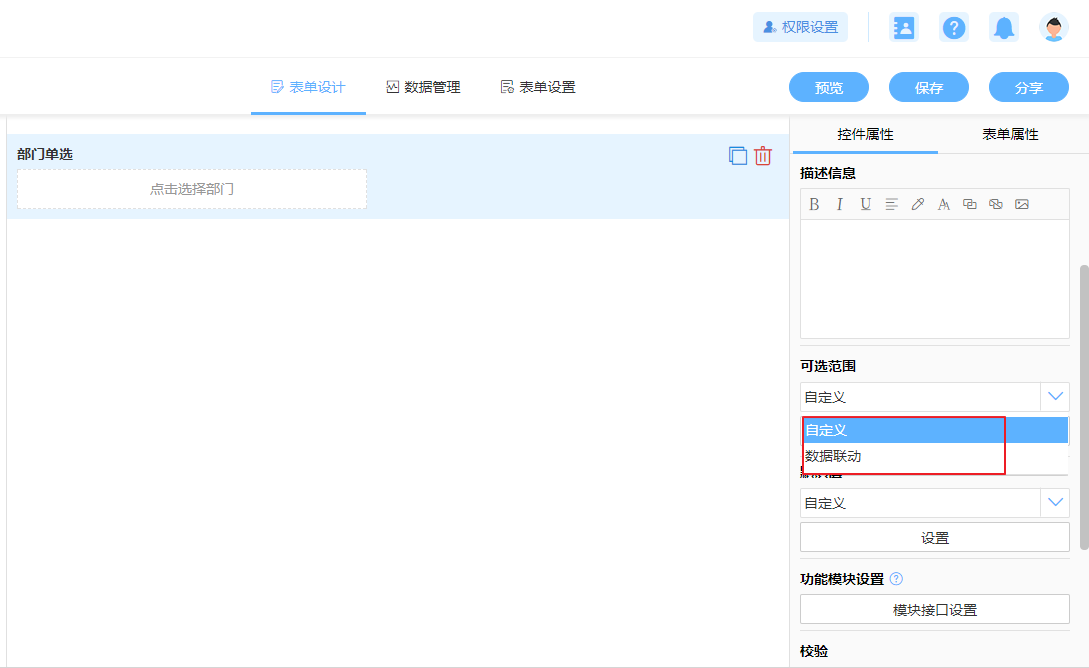 权限设置
表单设计
数据管理
表单设置
预览
保存
分享
部门单选
点击选择部门
控件属性
表单属性
描述信息
B I U
可选范围
自定义
自定义
数据联动
自定义
设置
功能模块设置
模块接口设置
校验